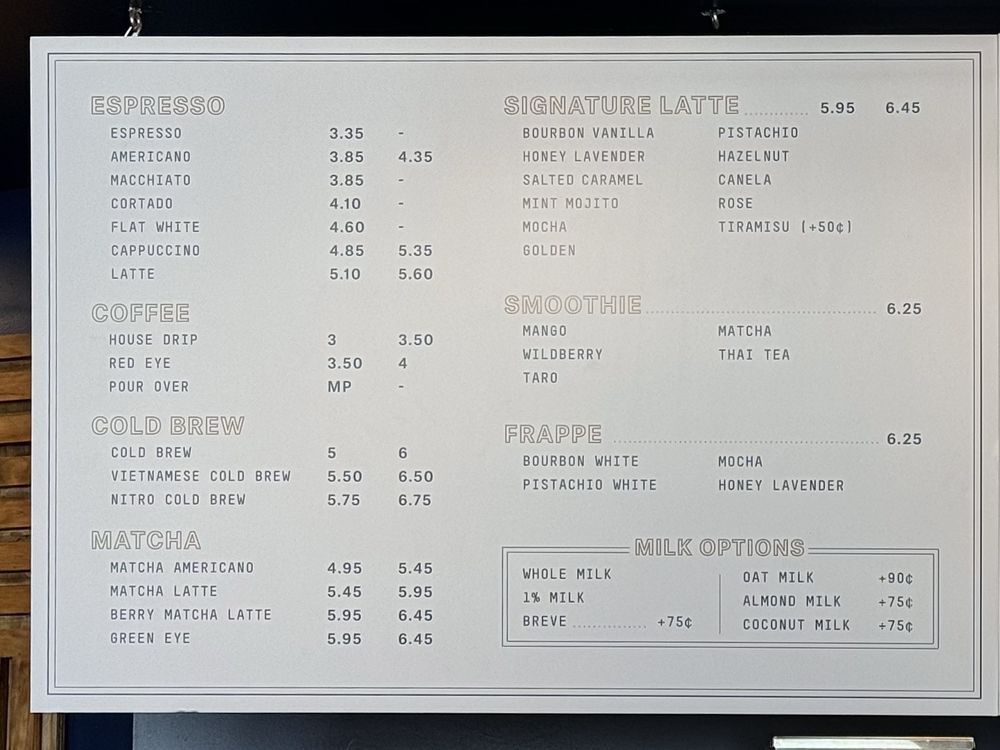 ESPRESSO
ESPRESSO 3.35 -
AMERICANO 3.85 4.35
MACCHIATO 3.85 -
CORTADO 4.10 -
FLAT WHITE 4.60 -
CAPPUCCINO 4.85 5.35
LATTE 5.10 5.60
COFFEE
HOUSE DRIP 3 3.50
RED EYE 3.50 4
POUR OVER MP -
COLD BREW
COLD BREW 5 6
VIETNAMESE COLD BREW 5.50 6.50
NITRO COLD BREW 5.75 6.75
MATCHA
MATCHA AMERICANO 4.95 5.45
MATCHA LATTE 5.45 5.95
BERRY MATCHA LATTE 5.95 6.45
GREEN EYE 5.95 6.45
SIGNATURE LATTE 5.95 6.45
BOURBON VANILLA PISTACHIO
HONEY LAVENDER HAZELNUT
SALTED CARAMEL CANELA
MINT MOJITO ROSE
MOCHA TIRAMISU (+50¢)
GOLDEN
SMOOTHIE 6.25
MANGO MATCHA
WILDBERRY THAI TEA
TARO
FRAPPE 6.25
BOURBON WHITE MOCHA
PISTACHIO WHITE HONEY LAVENDER
MILK OPTIONS
WHOLE MILK
1% MILK
BREVE +75¢
OAT MILK +90¢
ALMOND MILK +75¢
COCONUT MILK +75¢